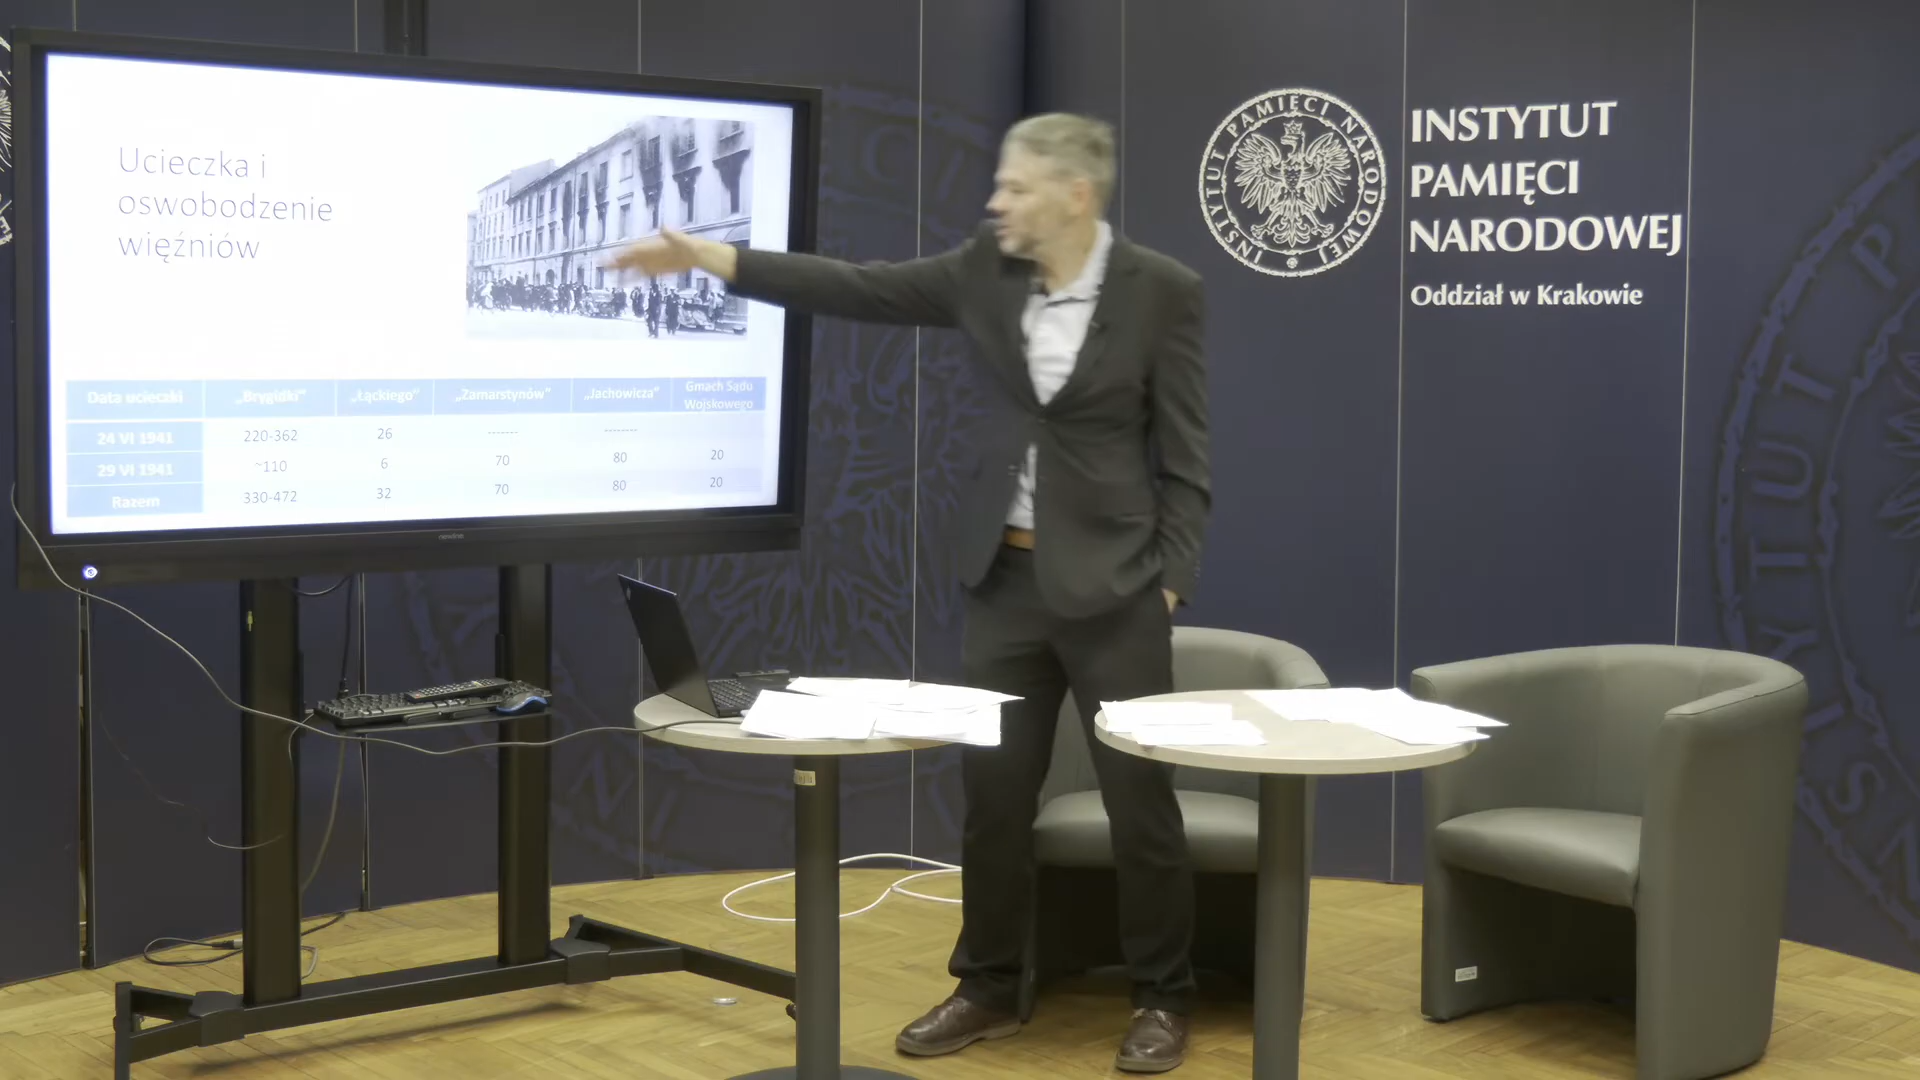 Ucieczka i
oswobodzenie
więźniów
Data ucieczki „Brygidki” „Łąckiego” „Zamarstynów” „Jachowicza” Gmach Sądu Wojskowego
24 VI 1941 220-362 26 ------- --------
29 VI 1941 ~110 6 70 80 20
Razem 330-472 32 70 80 20
newline
INSTYTUT PAMIĘCI NARODOWEJ
INSTYTUT
PAMIĘCI
NARODOWEJ
Oddział w Krakowie